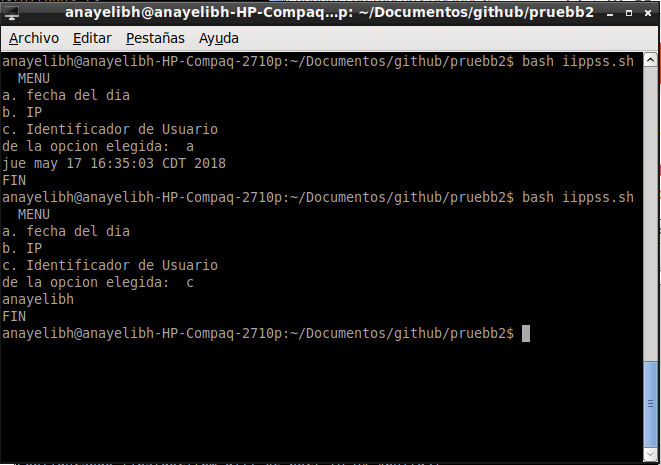 anayelibh@anayelibh-HP-Compaq...p: ~/Documentos/github/pruebb2
Archivo Editar Pestañas Ayuda
anayelibh@anayelibh-HP-Compaq-2710p:~/Documentos/github/pruebb2$ bash iippss.sh
  MENU
a. fecha del dia
b. IP
c. Identificador de Usuario
de la opcion elegida:  a
jue may 17 16:35:03 CDT 2018
FIN
anayelibh@anayelibh-HP-Compaq-2710p:~/Documentos/github/pruebb2$ bash iippss.sh
  MENU
a. fecha del dia
b. IP
c. Identificador de Usuario
de la opcion elegida:  c
anayelibh
FIN
anayelibh@anayelibh-HP-Compaq-2710p:~/Documentos/github/pruebb2$